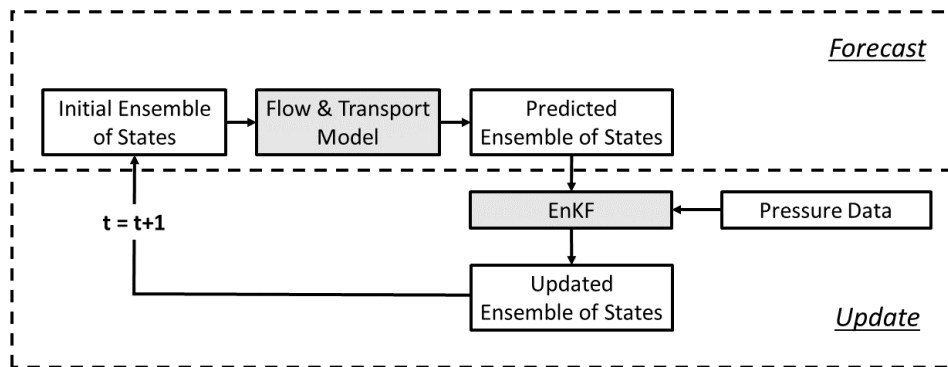 Forecast
Initial Ensemble
of States
Flow & Transport
Model
Predicted
Ensemble of States
EnKF
Pressure Data
t = t+1
Updated
Ensemble of States
Update